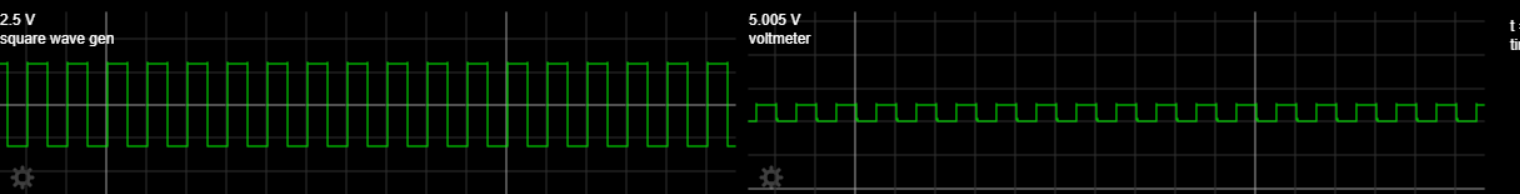 2.5 V
square wave gen
5.005 V
voltmeter